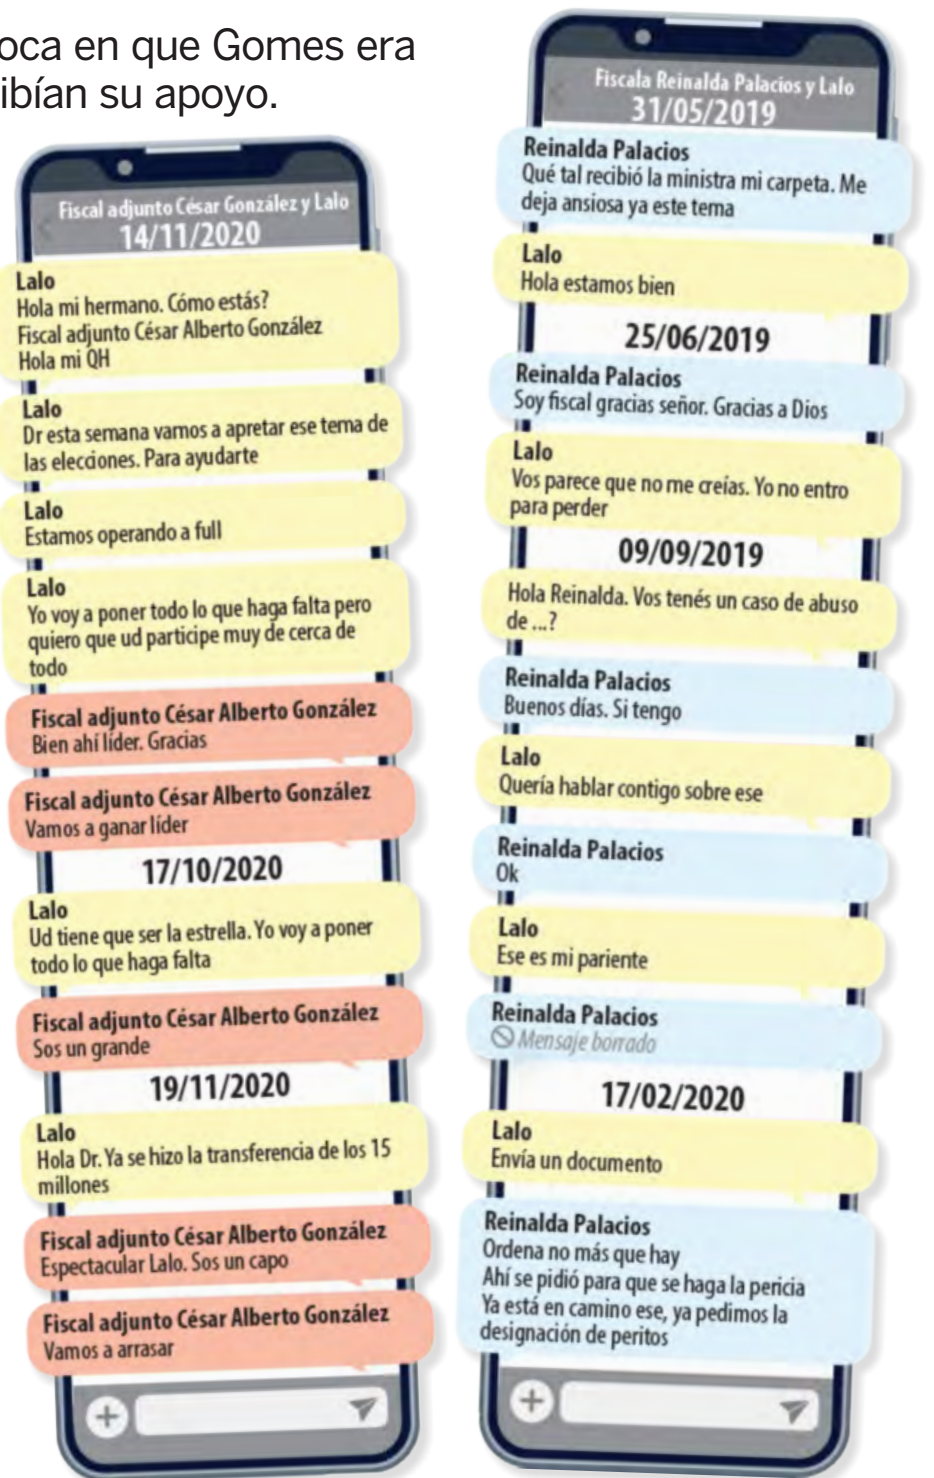 oca en que Gomes era
ibían su apoyo.
Fiscal adjunto César González y Lalo
14/11/2020
Lalo
Hola mi hermano. Cómo estás?
Fiscal adjunto César Alberto González
Hola mi QH
Lalo
Dr esta semana vamos a apretar ese tema de
las elecciones. Para ayudarte
Lalo
Estamos operando a full
Lalo
Yo voy a poner todo lo que haga falta pero
quiero que ud participe muy de cerca de
todo
Fiscal adjunto César Alberto González
Bien ahí líder. Gracias
Fiscal adjunto César Alberto González
Vamos a ganar líder
17/10/2020
Lalo
Ud tiene que ser la estrella. Yo voy a poner
todo lo que haga falta
Fiscal adjunto César Alberto González
Sos un grande
19/11/2020
Lalo
Hola Dr. Ya se hizo la transferencia de los 15
millones
Fiscal adjunto César Alberto González
Espectacular Lalo. Sos un capo
Fiscal adjunto César Alberto González
Vamos a arrasar
Fiscala Reinalda Palacios y Lalo
31/05/2019
Reinalda Palacios
Qué tal recibió la ministra mi carpeta. Me
deja ansiosa ya este tema
Lalo
Hola estamos bien
25/06/2019
Reinalda Palacios
Soy fiscal gracias señor. Gracias a Dios
Lalo
Vos parece que no me creías. Yo no entro
para perder
09/09/2019
Hola Reinalda. Vos tenés un caso de abuso
de ...?
Reinalda Palacios
Buenos días. Si tengo
Lalo
Quería hablar contigo sobre ese
Reinalda Palacios
Ok
Lalo
Ese es mi pariente
Reinalda Palacios
Mensaje borrado
17/02/2020
Lalo
Envía un documento
Reinalda Palacios
Ordena no más que hay
Ahí se pidió para que se haga la pericia
Ya está en camino ese, ya pedimos la
designación de peritos